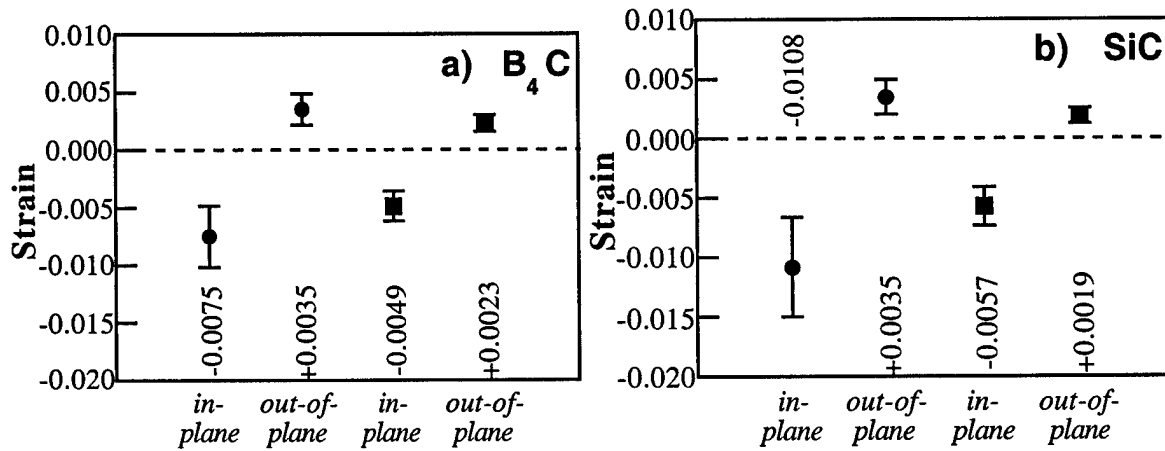 a) B4C
Strain
0.010
0.005
0.000
-0.005
-0.010
-0.015
-0.020
-0.0075
+0.0035
-0.0049
+0.0023
in-
plane
out-of-
plane
in-
plane
out-of-
plane
b) SiC
Strain
0.010
0.005
0.000
-0.005
-0.010
-0.015
-0.020
-0.0108
+0.0035
-0.0057
+0.0019
in-
plane
out-of-
plane
in-
plane
out-of-
plane